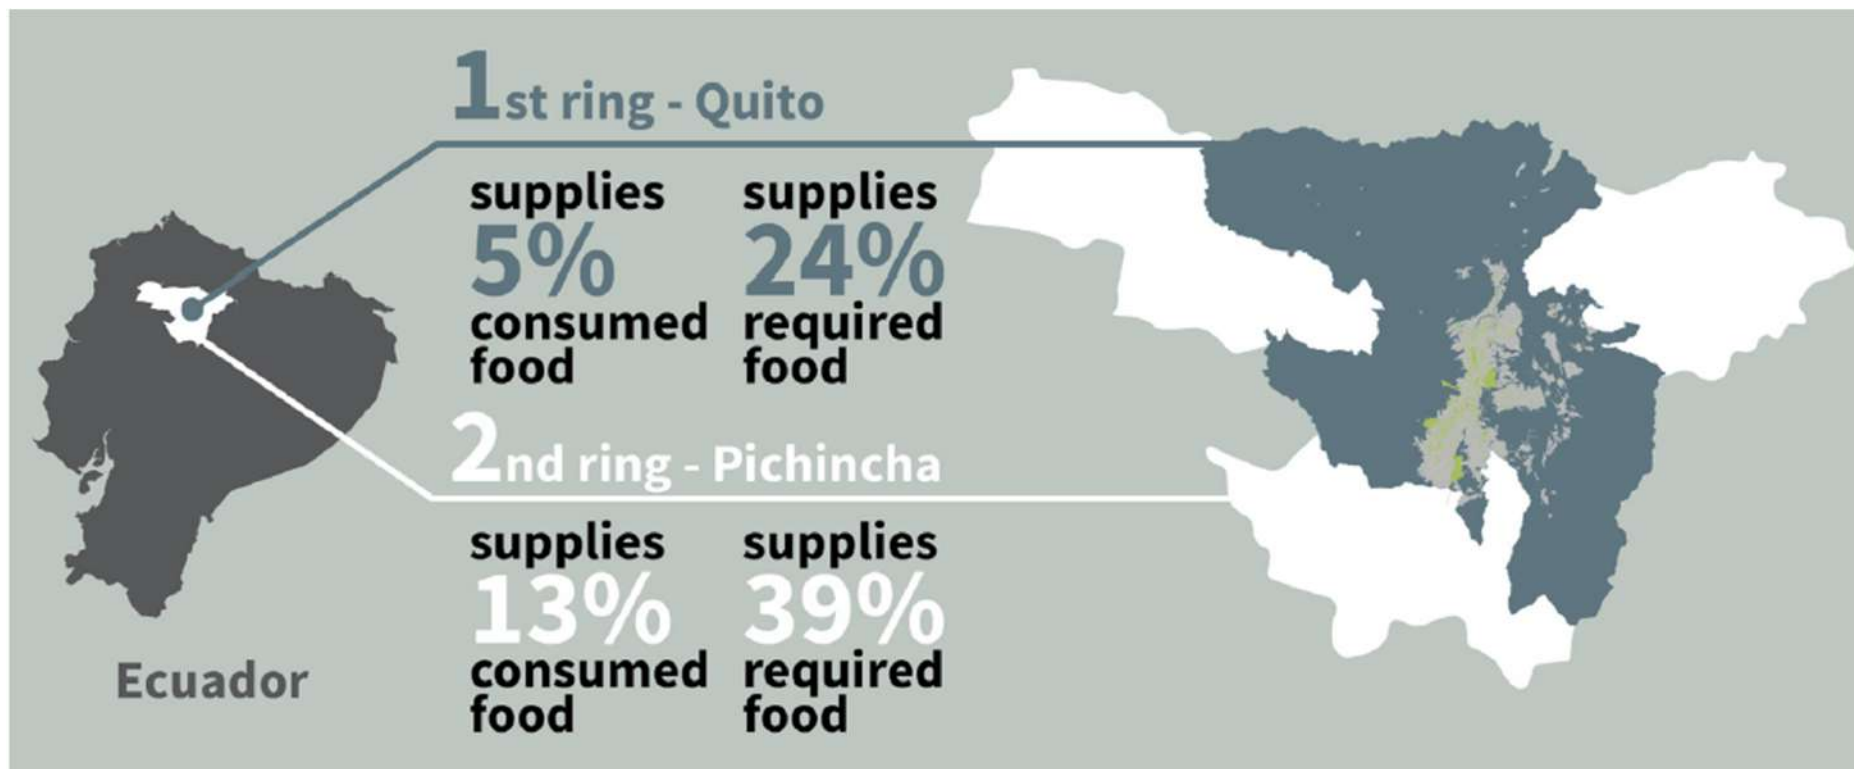 1st ring - Quito
supplies
5%
consumed
food
supplies
24%
required
food
2nd ring - Pichincha
supplies
13%
consumed
food
supplies
39%
required
food
Ecuador